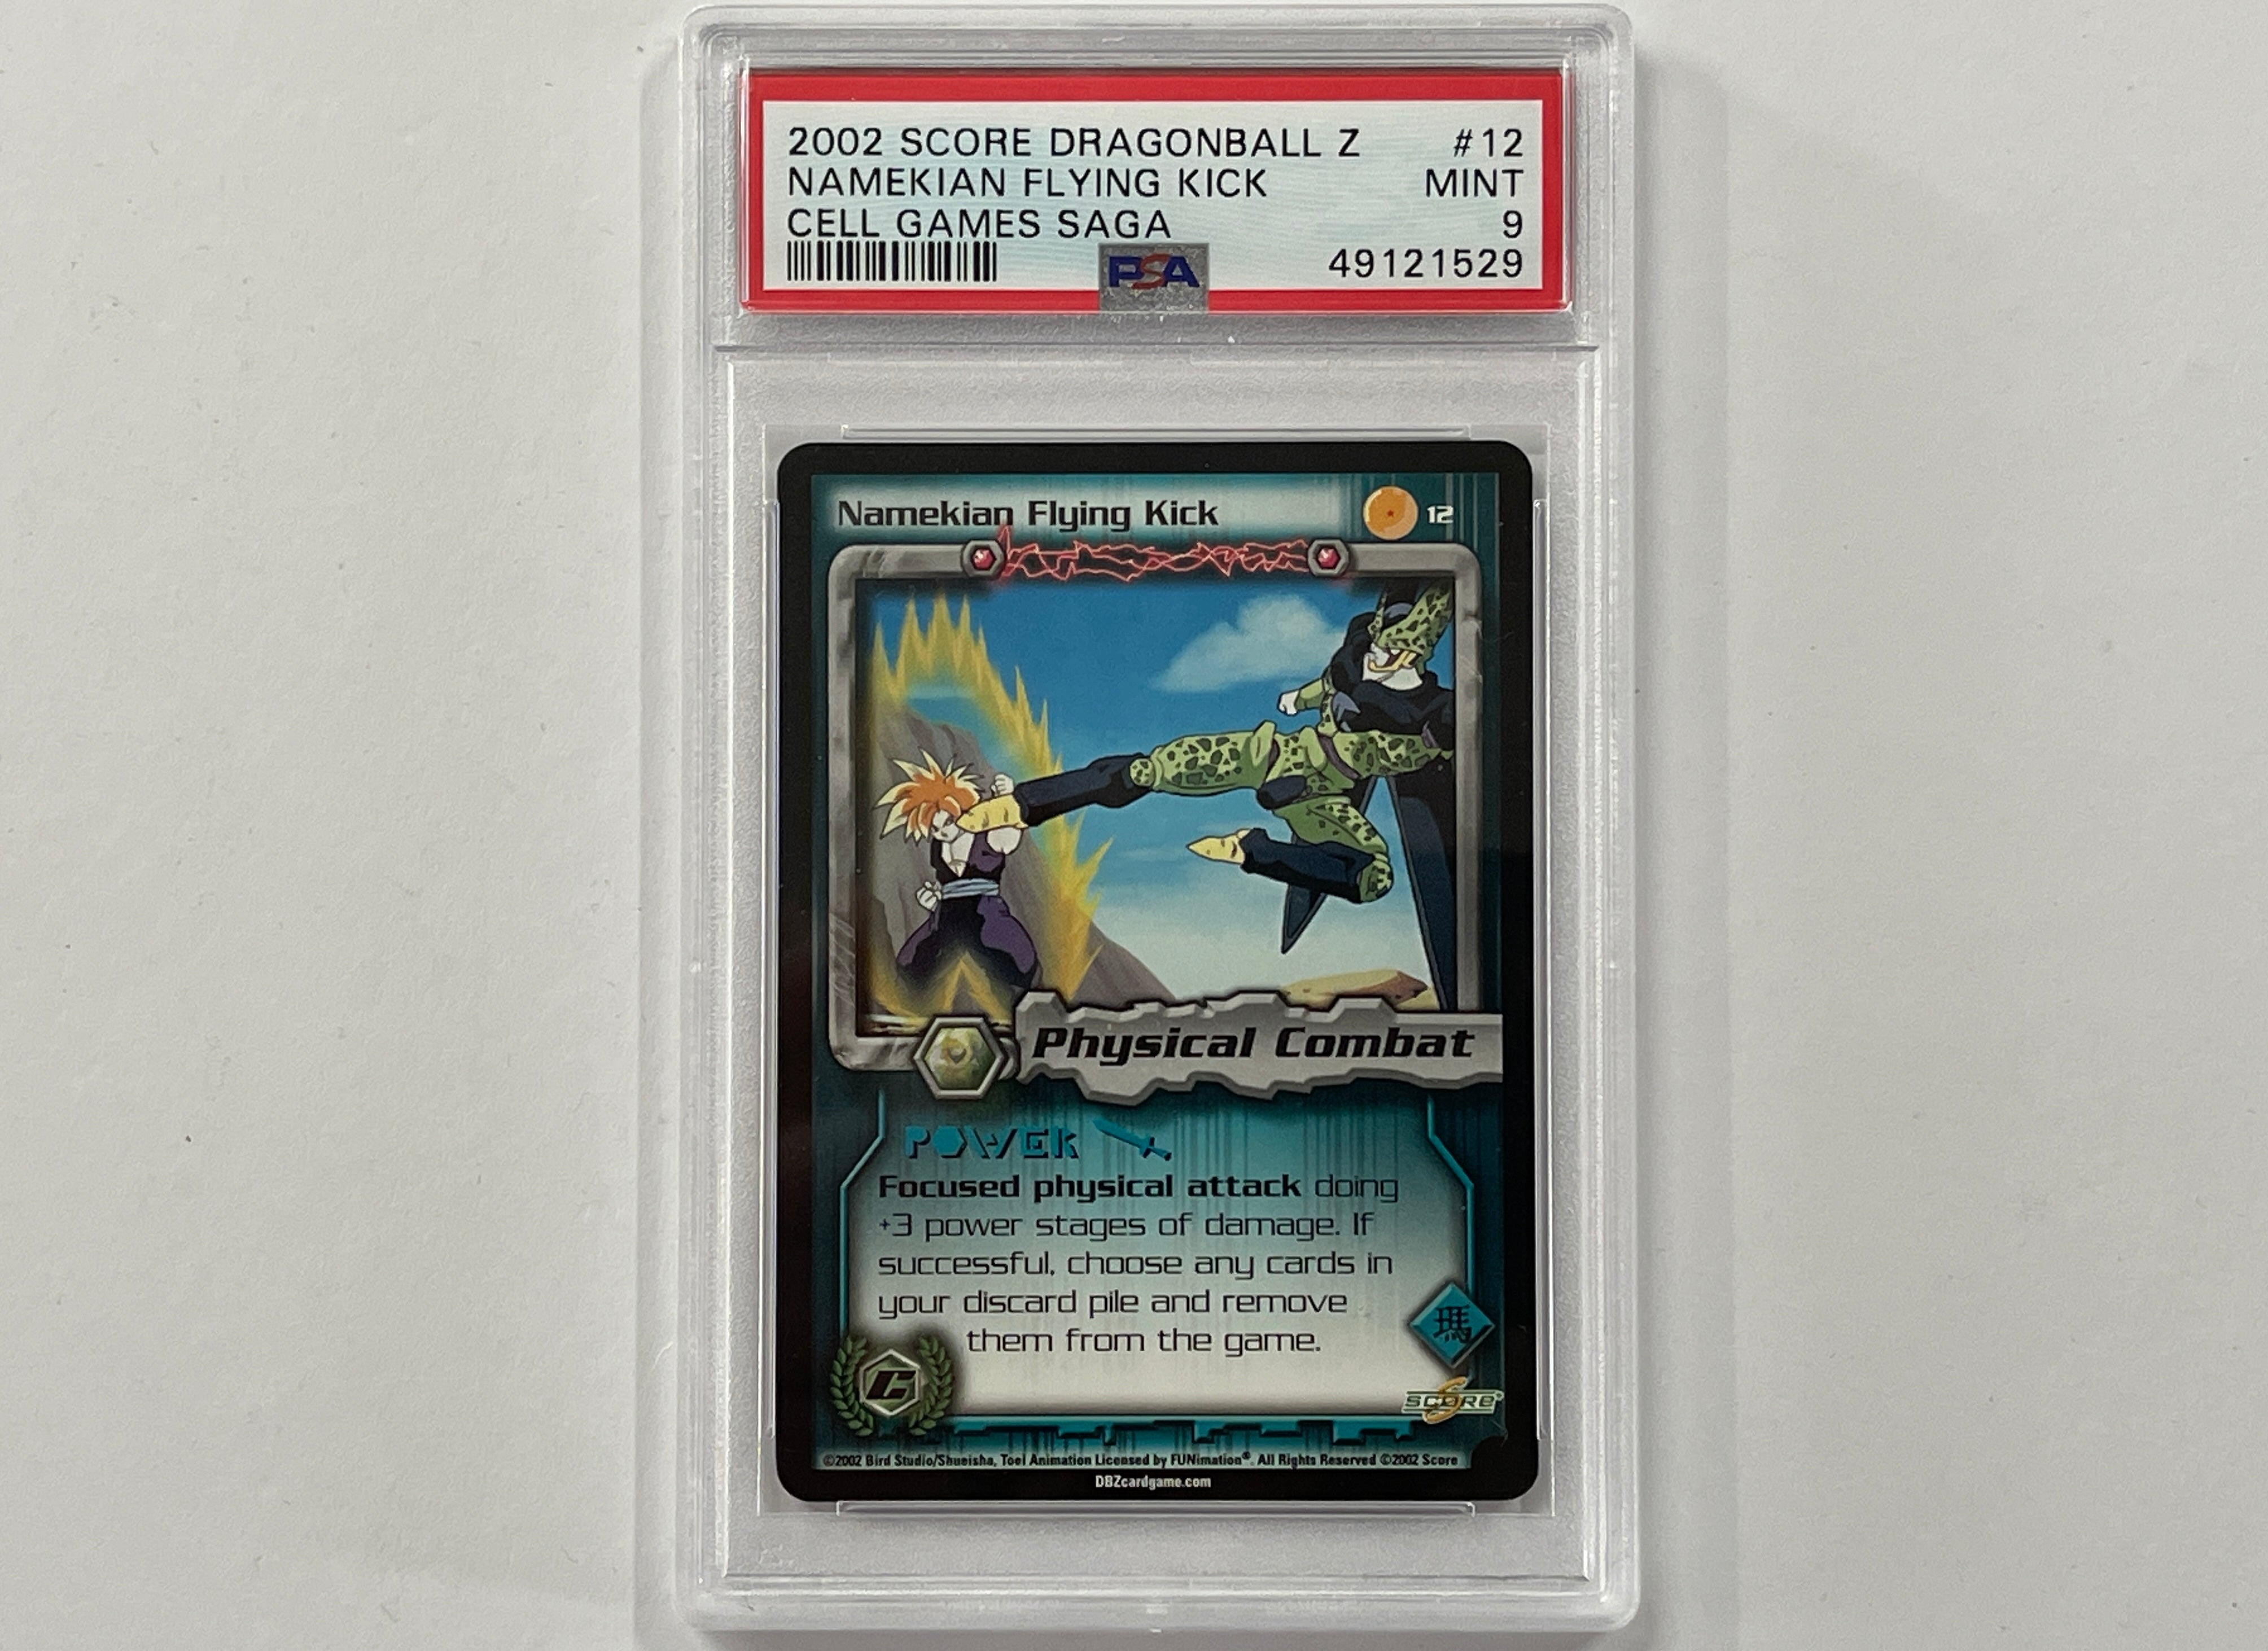 2002 SCORE DRAGONBALL Z #12
NAMEKIAN FLYING KICK MINT
CELL GAMES SAGA 9
PSA 49121529
Namekian Flying Kick 12
Physical Combat
POWER
Focused physical attack doing
+3 power stages of damage. If
successful, choose any cards in
your discard pile and remove
them from the game.
瑪
C
SCORE
©2002 Bird Studio/Shueisha, Toei Animation Licensed by FUNimation®. All Rights Reserved ©2002 Score
DBZcardgame.com